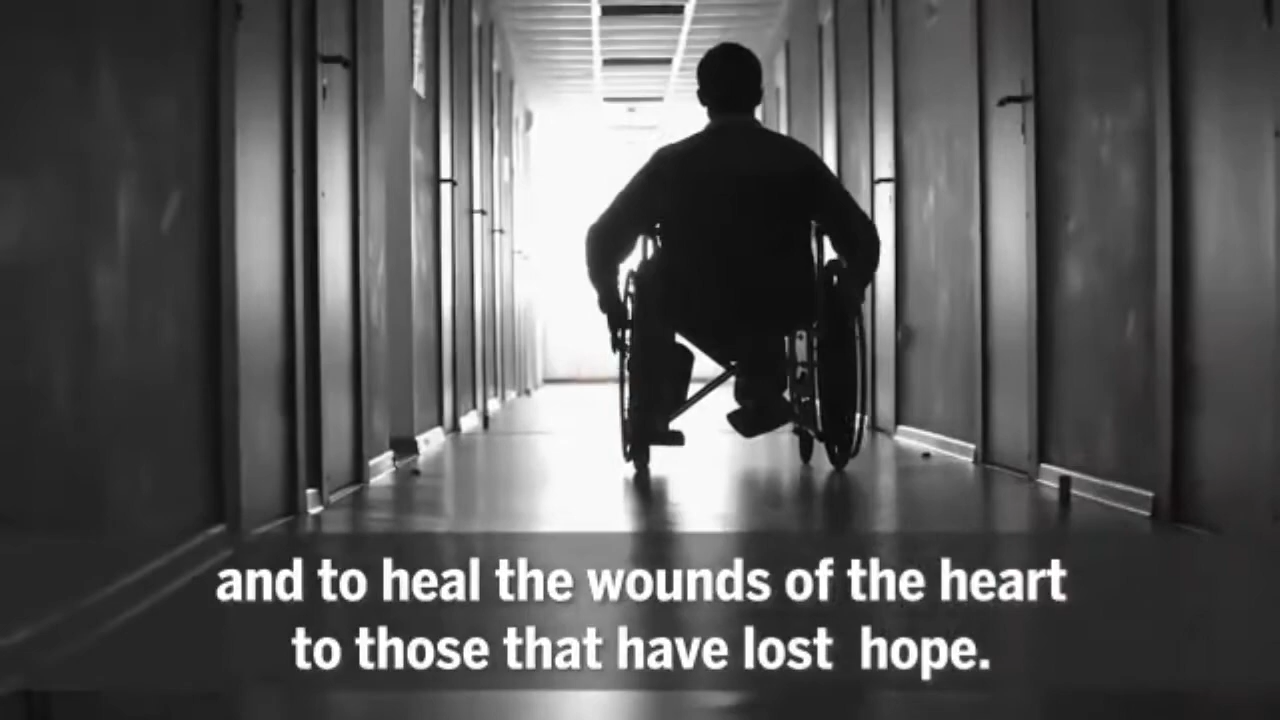 and to heal the wounds of the heart
to those that have lost  hope.